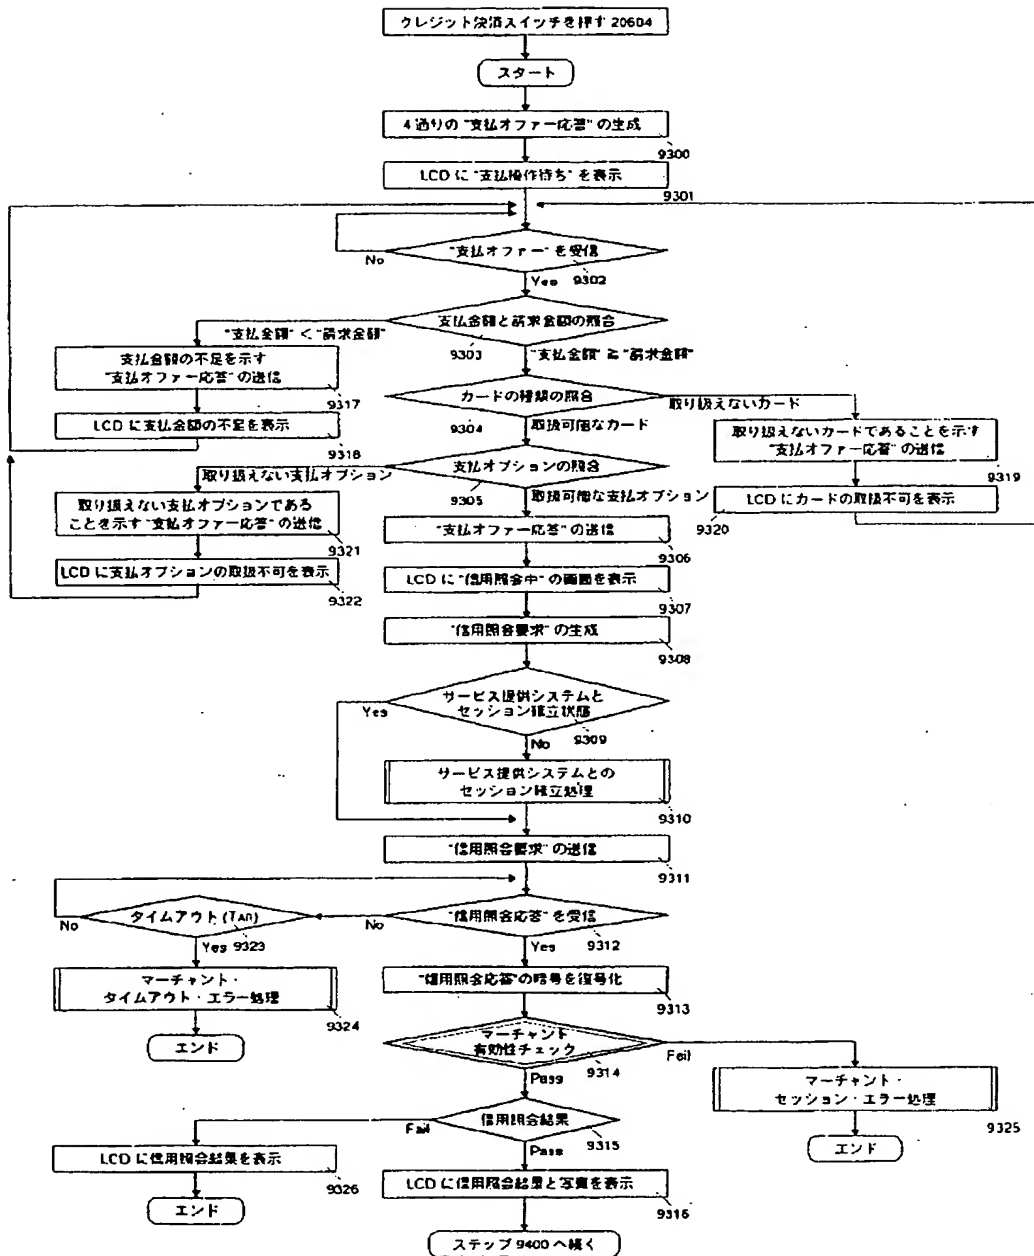 クレジット決済スイッチを押す 20604
スタート
4通りの "支払オファー応答" の生成
9300
LCD に "支払操作待ち" を表示
9301
"支払オファー" を受信
No
9302
Yes
支払金額と請求金額の照合
"支払金額" < "請求金額"
9303
"支払金額" ≧ "請求金額"
支払金額の不足を示す
"支払オファー応答" の送信
9317
カードの種類の照合
取り扱えないカード
9304
取扱可能なカード
LCD に支払金額の不足を表示
9318
取り扱えないカードであることを示す
"支払オファー応答" の送信
9319
支払オプションの照合
取り扱えない支払オプション
9305
取扱可能な支払オプション
LCD にカードの取扱不可を表示
9320
取り扱えない支払オプションである
ことを示す "支払オファー応答" の送信
9321
"支払オファー応答" の送信
9306
LCD に支払オプションの取扱不可を表示
9322
LCD に "信用照会中" の画面を表示
9307
"信用照会要求" の生成
9308
サービス提供システムと
セッション確立状態
Yes
9309
No
サービス提供システムとの
セッション確立処理
9310
"信用照会要求" の送信
9311
タイムアウト (TAR)
No
9323
Yes
"信用照会応答" を受信
No
9312
Yes
マーチャント・
タイムアウト・エラー処理
9324
エンド
"信用照会応答" の暗号を復号化
9313
マーチャント
有効性チェック
9314
Fail
Pass
マーチャント・
セッション・エラー処理
9325
エンド
信用照会結果
Fail
9315
Pass
LCD に信用照会結果を表示
9326
エンド
LCD に信用照会結果と写真を表示
9316
ステップ 9400 へ続く